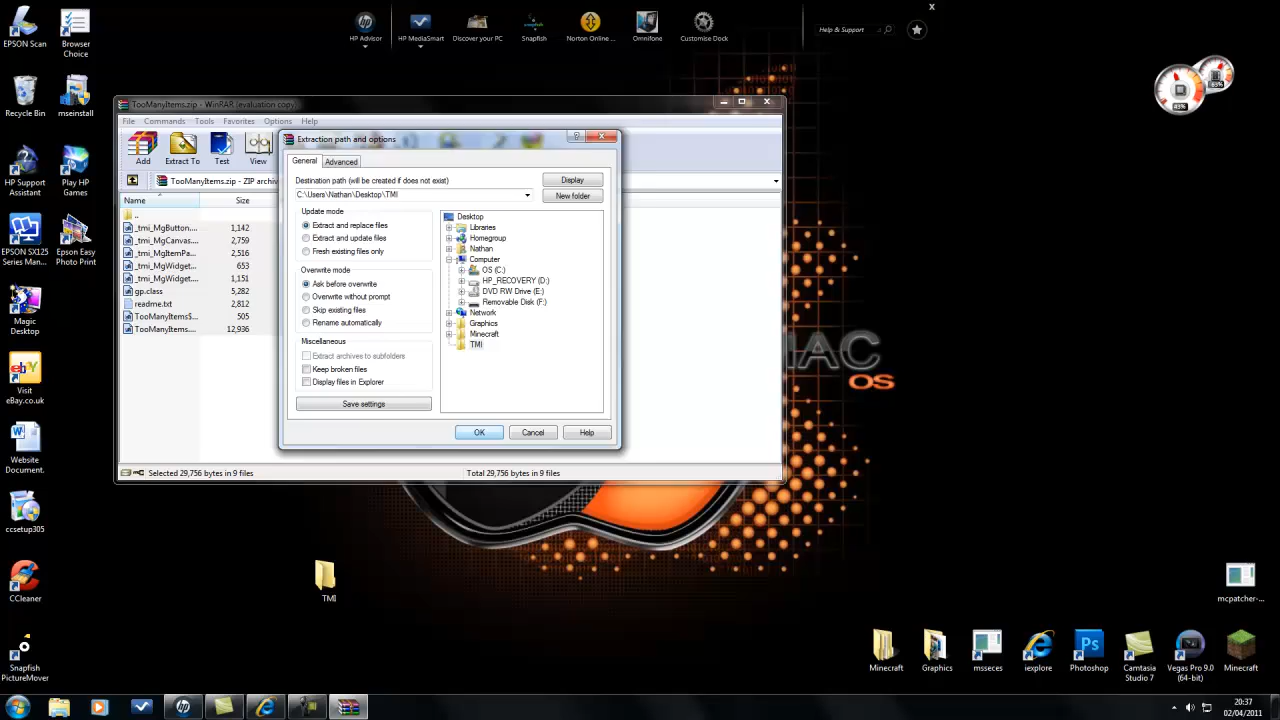 EPSON Scan
Browser
Choice
Recycle Bin
mseinstall
HP Support
Assistant
Play HP
Games
EPSON SX125
Series Man...
Epson Easy
Photo Print
Magic
Desktop
Visit
eBay.co.uk
Website
Document.
ccsetup305
CCleaner
Snapfish
PictureMover
HP Advisor
HP MediaSmart
Discover your PC
Snapfish
Norton Online ...
Omnifone
Customise Dock
Help & Support
x
43%
63%
TooManyItems.zip - WinRAR (evaluation copy)
File Commands Tools Favorites Options Help
Add
Extract To
Test
View
TooManyItems.zip - ZIP archiv
Name
Size
..
_tmi_MgButton.... 1,142
_tmi_MgCanvas.... 2,759
_tmi_MgItemPa... 2,516
_tmi_MgWidget... 653
_tmi_MgWidget... 1,151
gp.class 5,282
readme.txt 2,812
TooManyItems$... 505
TooManyItems.... 12,936
Selected 29,756 bytes in 9 files
Total 29,756 bytes in 9 files
Extraction path and options
General
Advanced
Destination path (will be created if does not exist)
C:\Users\Nathan\Desktop\TMI
Display
New folder
Update mode
Extract and replace files
Extract and update files
Fresh existing files only
Overwrite mode
Ask before overwrite
Overwrite without prompt
Skip existing files
Rename automatically
Miscellaneous
Extract archives to subfolders
Keep broken files
Display files in Explorer
Save settings
Desktop
Libraries
Homegroup
Nathan
Computer
OS (C:)
HP_RECOVERY (D:)
DVD RW Drive (E:)
Removable Disk (F:)
Network
Graphics
Minecraft
TMI
OK
Cancel
Help
MAC
OS
TMI
mcpatcher-...
Minecraft
Graphics
msseces
iexplore
Photoshop
Camtasia
Studio 7
Vegas Pro 9.0
(64-bit)
Minecraft
20:37
02/04/2011